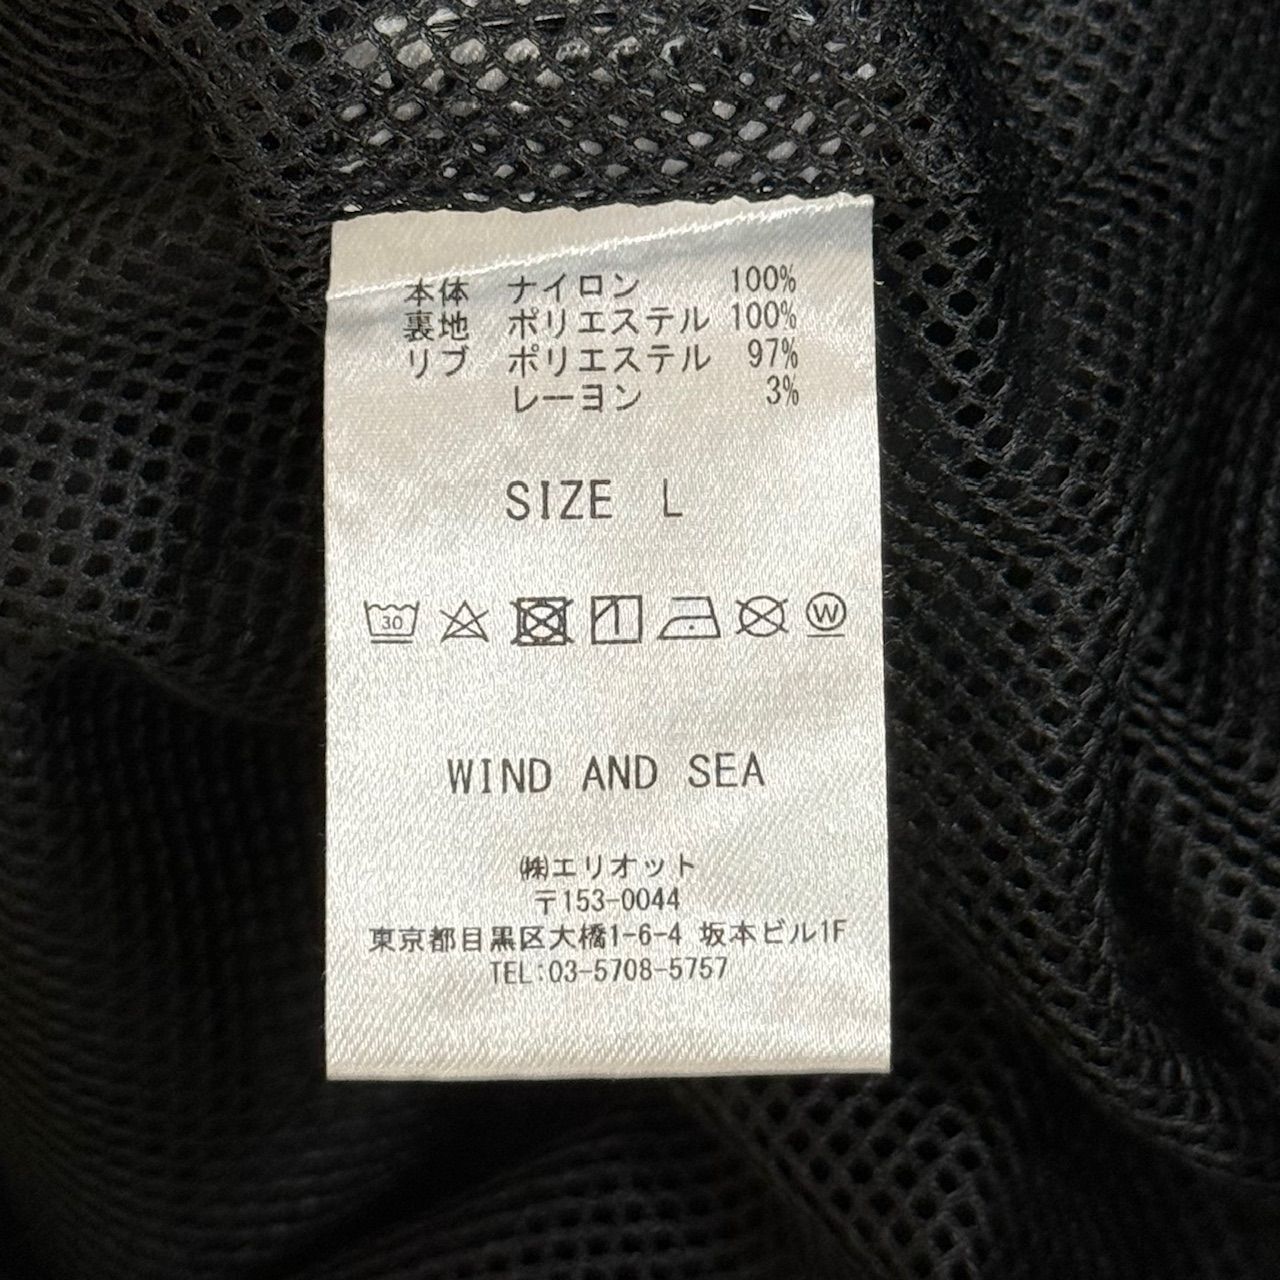 本体 ナイロン 100%
裏地 ポリエステル 100%
リブ ポリエステル 97%
レーヨン 3%
SIZE L
30
W
WIND AND SEA
㈱エリオット
〒153-0044
東京都目黒区大橋1-6-4 坂本ビル1F
TEL:03-5708-5757